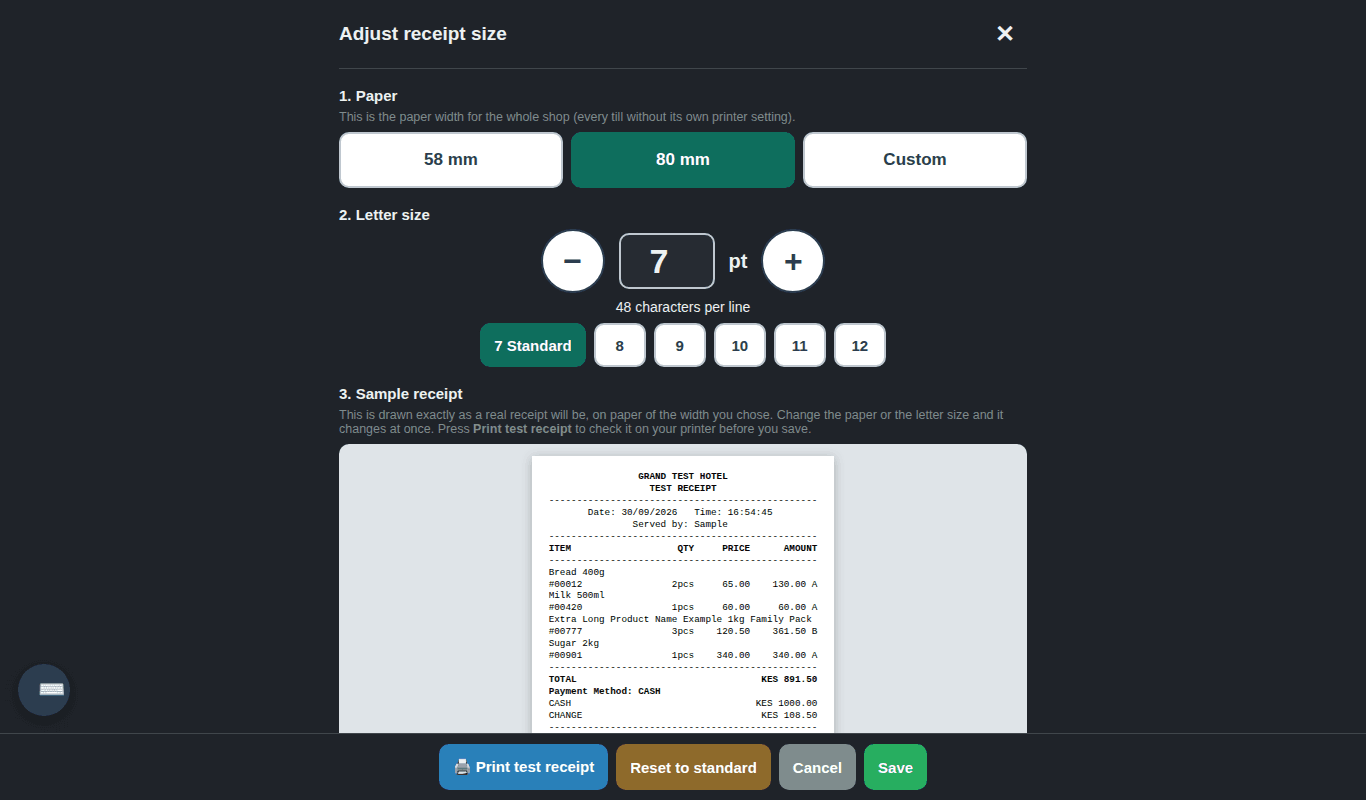 Adjust receipt size ✕
1. Paper
This is the paper width for the whole shop (every till without its own printer setting).
58 mm 80 mm Custom
2. Letter size
− 7 pt +
48 characters per line
7 Standard 8 9 10 11 12
3. Sample receipt
This is drawn exactly as a real receipt will be, on paper of the width you chose. Change the paper or the letter size and it
changes at once. Press Print test receipt to check it on your printer before you save.
GRAND TEST HOTEL
TEST RECEIPT
------------------------------------------------
Date: 30/09/2026 Time: 16:54:45
Served by: Sample
------------------------------------------------
ITEM QTY PRICE AMOUNT
------------------------------------------------
Bread 400g
#00012 2pcs 65.00 130.00 A
Milk 500ml
#00420 1pcs 60.00 60.00 A
Extra Long Product Name Example 1kg Family Pack
#00777 3pcs 120.50 361.50 B
Sugar 2kg
#00901 1pcs 340.00 340.00 A
------------------------------------------------
TOTAL KES 891.50
Payment Method: CASH
CASH KES 1000.00
CHANGE KES 108.50
------------------------------------------------
Print test receipt Reset to standard Cancel Save